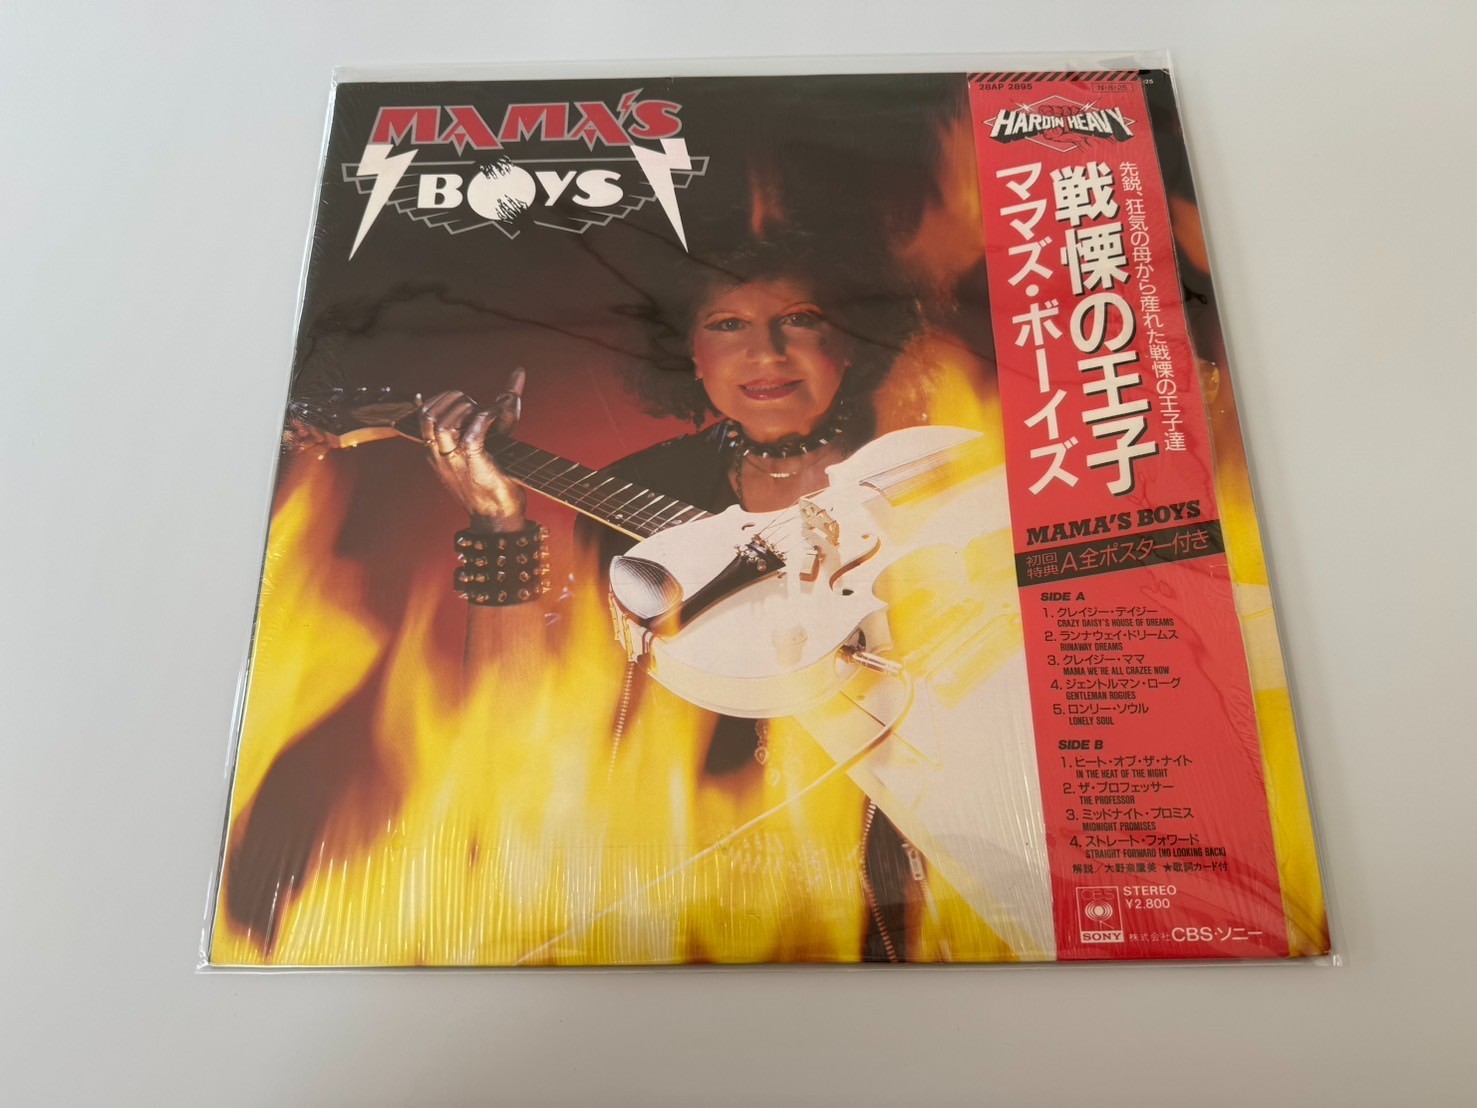 MAMA'S
BOYS
28AP 2895
N・8・25
HARD'N HEAVY
先鋭、狂気の母から産れた戦慄の王子達
戦慄の王子
ママズ・ボーイズ
MAMA'S BOYS
初回特典 A全ポスター付き
SIDE A
1. クレイジー・デイジー
CRAZY DAISY'S HOUSE OF DREAMS
2. ランナウェイ・ドリームス
RUNAWAY DREAMS
3. クレイジー・ママ
MAMA WE'RE ALL CRAZEE NOW
4. ジェントルマン・ローグ
GENTLEMAN ROGUES
5. ロンリー・ソウル
LONELY SOUL
SIDE B
1. ヒート・オブ・ザ・ナイト
IN THE HEAT OF THE NIGHT
2. ザ・プロフェッサー
THE PROFESSOR
3. ミッドナイト・プロミス
MIDNIGHT PROMISES
4. ストレート・フォワード
STRAIGHT FORWARD (NO LOOKING BACK)
解説/大野奈鷹美 ★歌詞カード付
CBS
SONY
STEREO
¥2,800
株式会社 CBS・ソニー